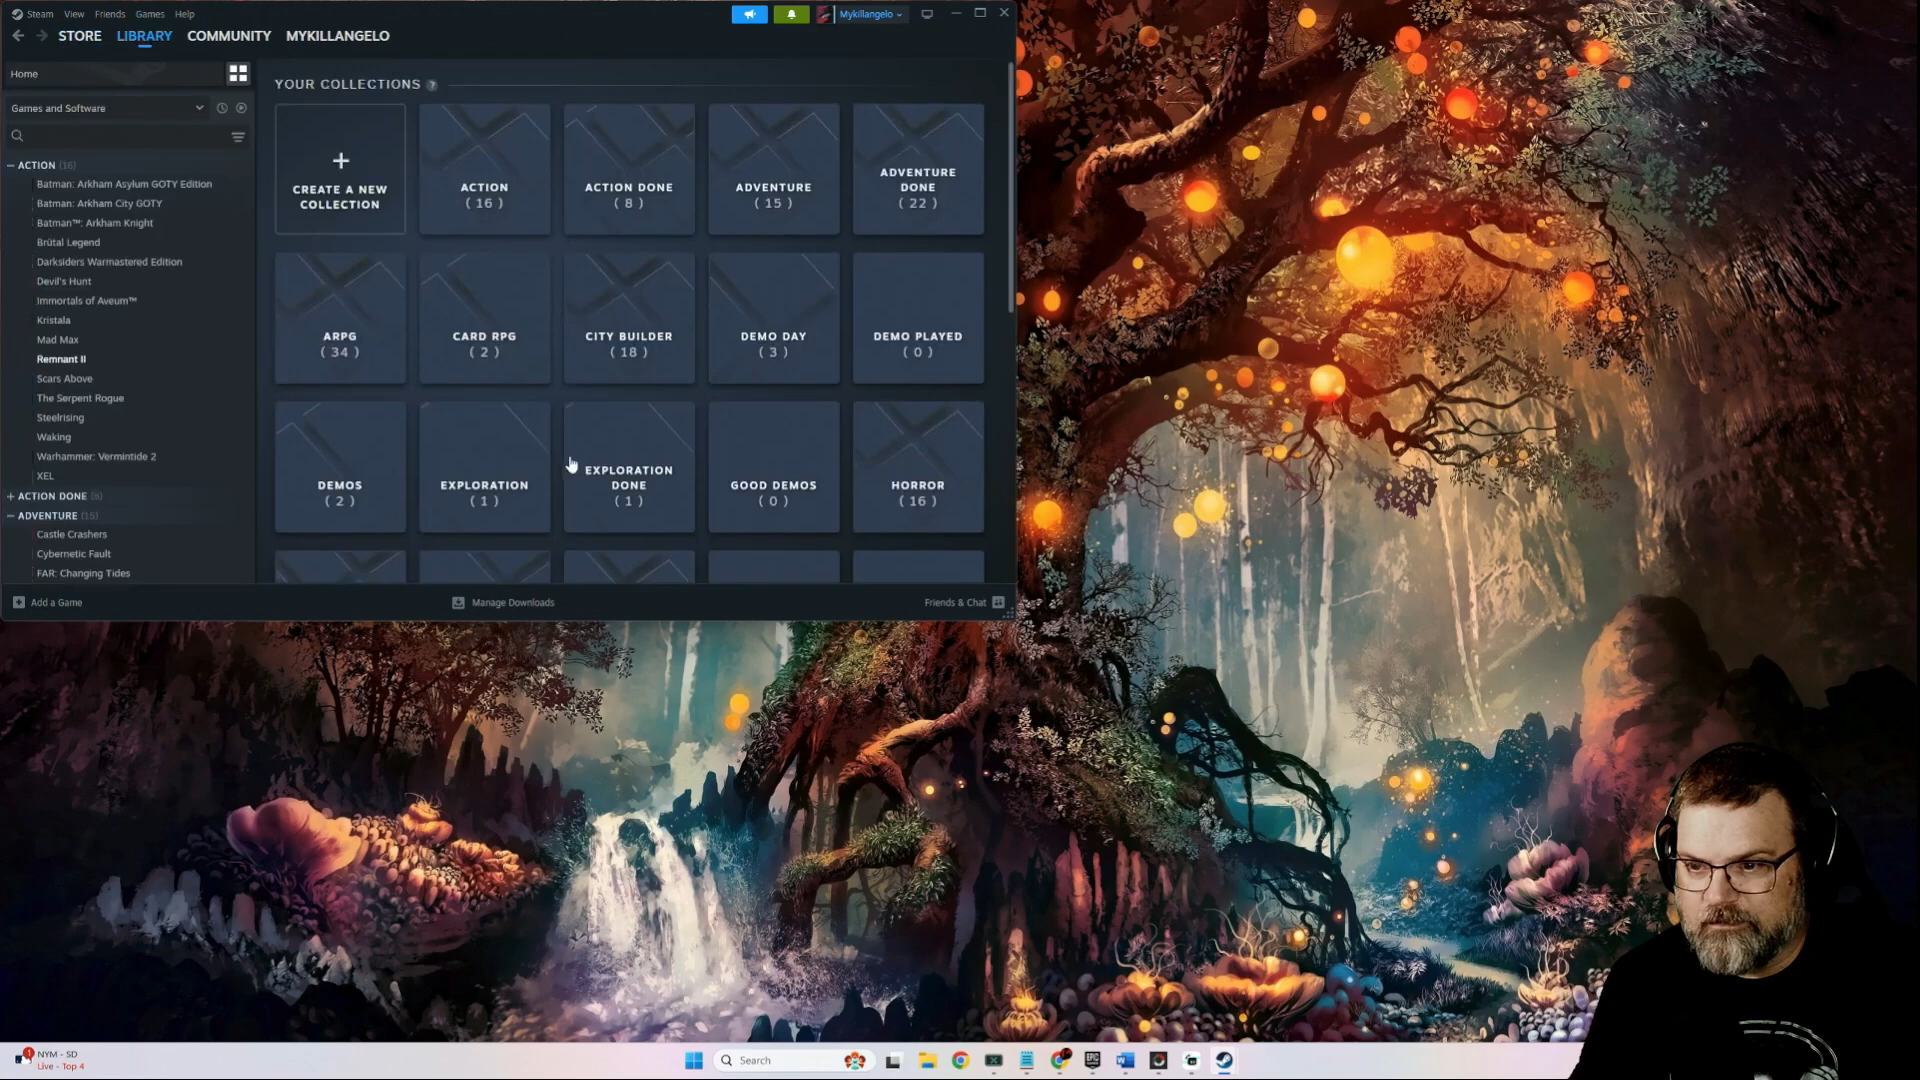 Steam View Friends Games Help
Mykillangelo
STORE LIBRARY COMMUNITY MYKILLANGELO
Home
Games and Software
ACTION (16)
Batman: Arkham Asylum GOTY Edition
Batman: Arkham City GOTY
Batman™: Arkham Knight
Brütal Legend
Darksiders Warmastered Edition
Devil's Hunt
Immortals of Aveum™
Kristala
Mad Max
Remnant II
Scars Above
The Serpent Rogue
Steelrising
Waking
Warhammer: Vermintide 2
XEL
ACTION DONE (8)
ADVENTURE (15)
Castle Crashers
Cybernetic Fault
FAR: Changing Tides
YOUR COLLECTIONS ?
+
CREATE A NEW
COLLECTION
ACTION
( 16 )
ACTION DONE
( 8 )
ADVENTURE
( 15 )
ADVENTURE
DONE
( 22 )
ARPG
( 34 )
CARD RPG
( 2 )
CITY BUILDER
( 18 )
DEMO DAY
( 3 )
DEMO PLAYED
( 0 )
DEMOS
( 2 )
EXPLORATION
( 1 )
EXPLORATION
DONE
( 1 )
GOOD DEMOS
( 0 )
HORROR
( 16 )
Add a Game
Manage Downloads
Friends & Chat
1
NYM - SD
Live - Top 4
Search
EPIC
W